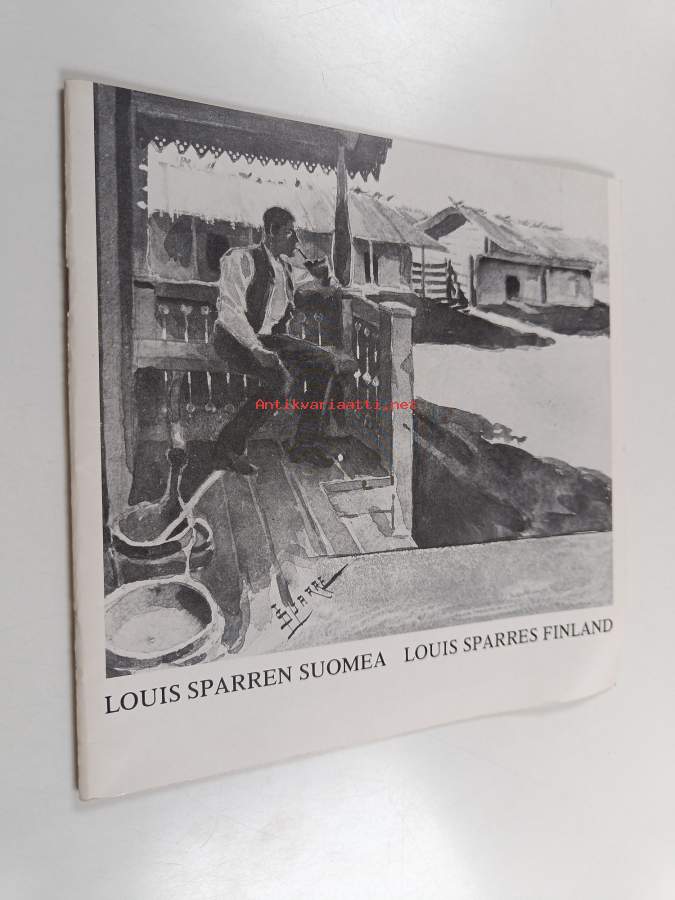 Antikvariaatti.net
SPARRE
LOUIS SPARREN SUOMEA LOUIS SPARRES FINLAND